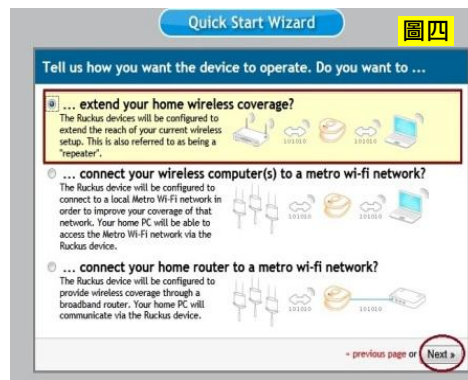 Quick Start Wizard
圖四
Tell us how you want the device to operate. Do you want to ...
... extend your home wireless coverage?
The Ruckus devices will be configured to
extend the reach of your current wireless
setup. This is also referred to as being a
"repeater".
101010
101010
... connect your wireless computer(s) to a metro wi-fi network?
The Ruckus device will be configured to
connect to a local Metro Wi-Fi network in
order to improve your coverage of that
network. Your home PC will be able to
access the Metro Wi-Fi network via the
Ruckus device.
101010
101010
... connect your home router to a metro wi-fi network?
The Ruckus device will be configured to
provide wireless coverage through a
broadband router. Your home PC will
communicate via the Ruckus device.
101010
101010
« previous page or Next »